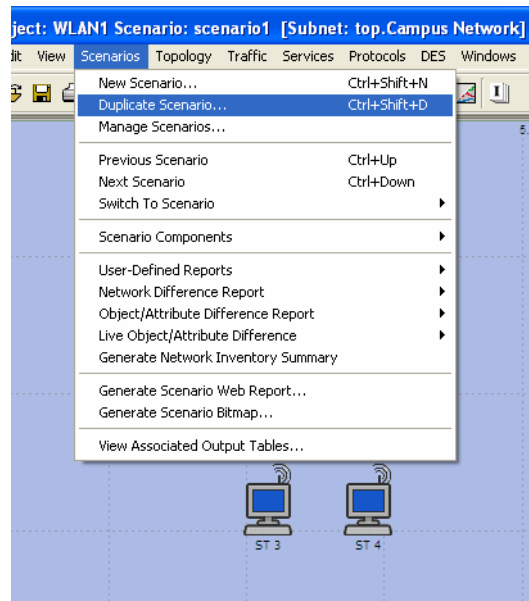 ject: WLAN1 Scenario: scenario1 [Subnet: top.Campus Network]
dit View Scenarios Topology Traffic Services Protocols DES Windows
New Scenario... Ctrl+Shift+N
Duplicate Scenario... Ctrl+Shift+D
Manage Scenarios...
Previous Scenario Ctrl+Up
Next Scenario Ctrl+Down
Switch To Scenario
Scenario Components
User-Defined Reports
Network Difference Report
Object/Attribute Difference Report
Live Object/Attribute Difference
Generate Network Inventory Summary
Generate Scenario Web Report...
Generate Scenario Bitmap...
View Associated Output Tables...
5.
ST 3 ST 4